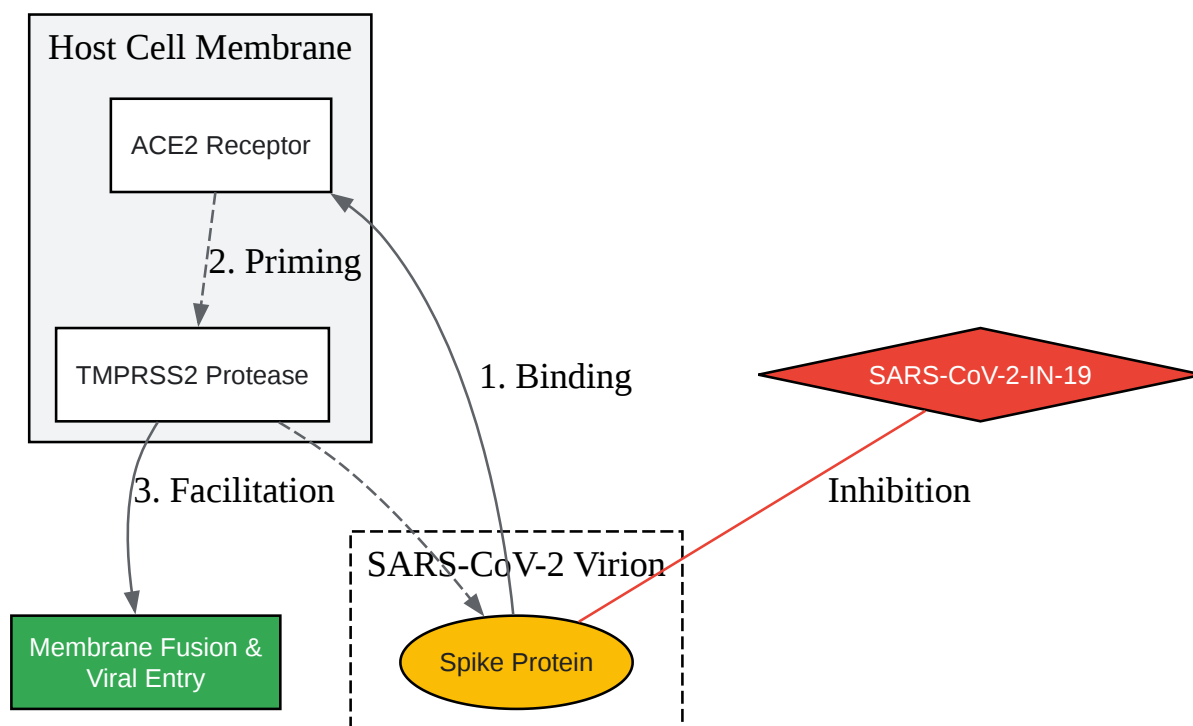 Host Cell Membrane
ACE2 Receptor
2. Priming
TMPRSS2 Protease
1. Binding
SARS-CoV-2-IN-19
3. Facilitation
Inhibition
SARS-CoV-2 Virion
Membrane Fusion &
Viral Entry
Spike Protein